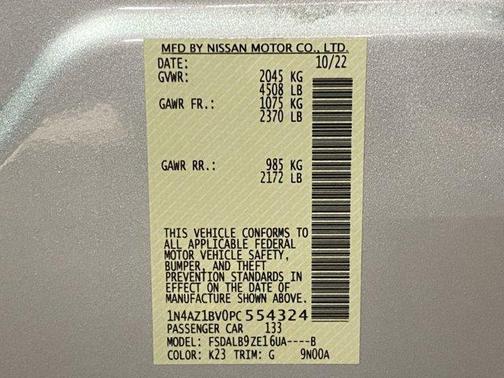 MFD BY NISSAN MOTOR CO., LTD.
DATE: 10/22
GVWR: 2045 KG
4508 LB
GAWR FR.: 1075 KG
2370 LB
GAWR RR.: 985 KG
2172 LB
THIS VEHICLE CONFORMS TO
ALL APPLICABLE FEDERAL
MOTOR VEHICLE SAFETY,
BUMPER, AND THEFT
PREVENTION STANDARDS IN
EFFECT ON THE DATE OF
MANUFACTURE SHOWN ABOVE.
1N4AZ1BV0PC554324
PASSENGER CAR 133
MODEL: FSDALB9ZE16UA----B
COLOR: K23 TRIM: G 9N00A